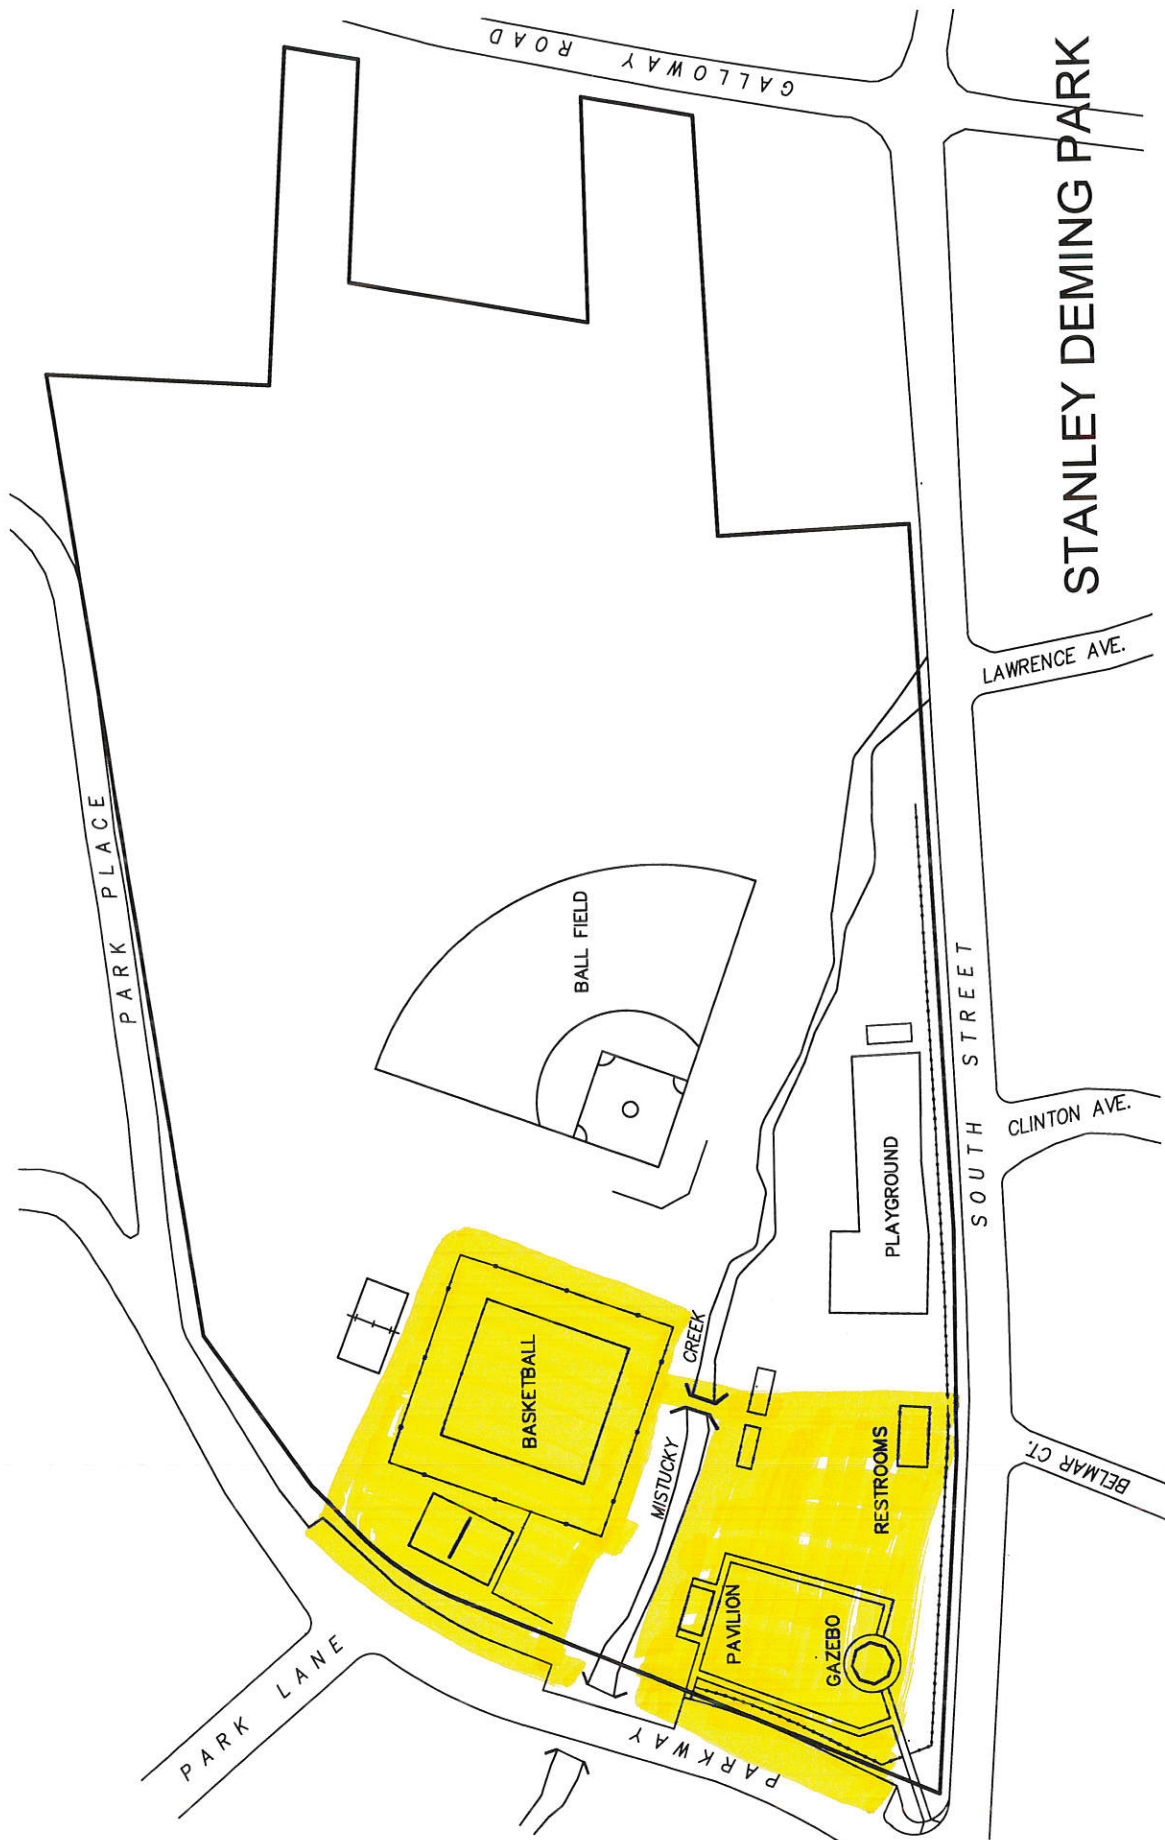 STANLEY DEMING PARK
GALLOWAY ROAD
PARK PLACE
BALL FIELD
LAWRENCE AVE.
SOUTH STREET
CLINTON AVE.
PLAYGROUND
BASKETBALL
MISTUCKY CREEK
RESTROOMS
BELMAR CT.
PAVILION
GAZEBO
PARK LANE
PARKWAY